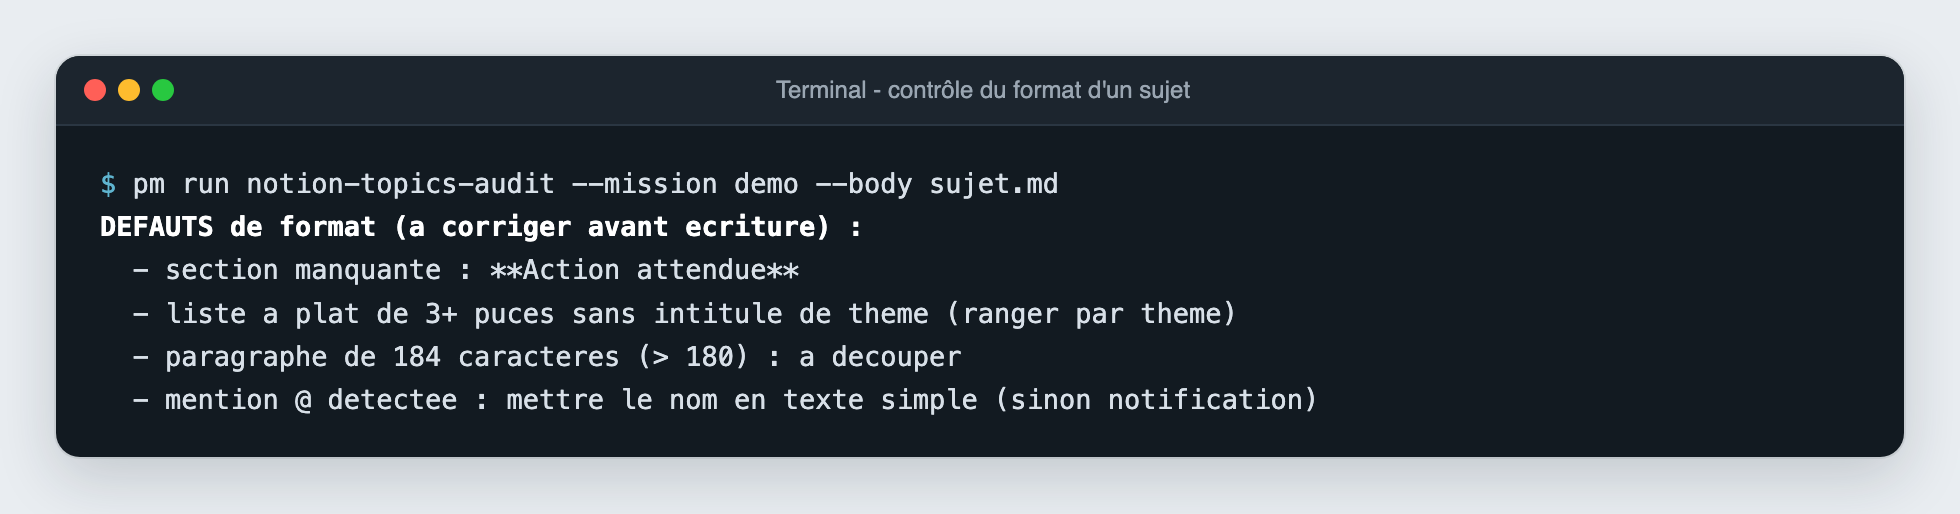 Terminal - contrôle du format d'un sujet
$ pm run notion-topics-audit --mission demo --body sujet.md
DEFAUTS de format (a corriger avant ecriture) :
- section manquante : **Action attendue**
- liste a plat de 3+ puces sans intitule de theme (ranger par theme)
- paragraphe de 184 caracteres (> 180) : a decouper
- mention @ detectee : mettre le nom en texte simple (sinon notification)